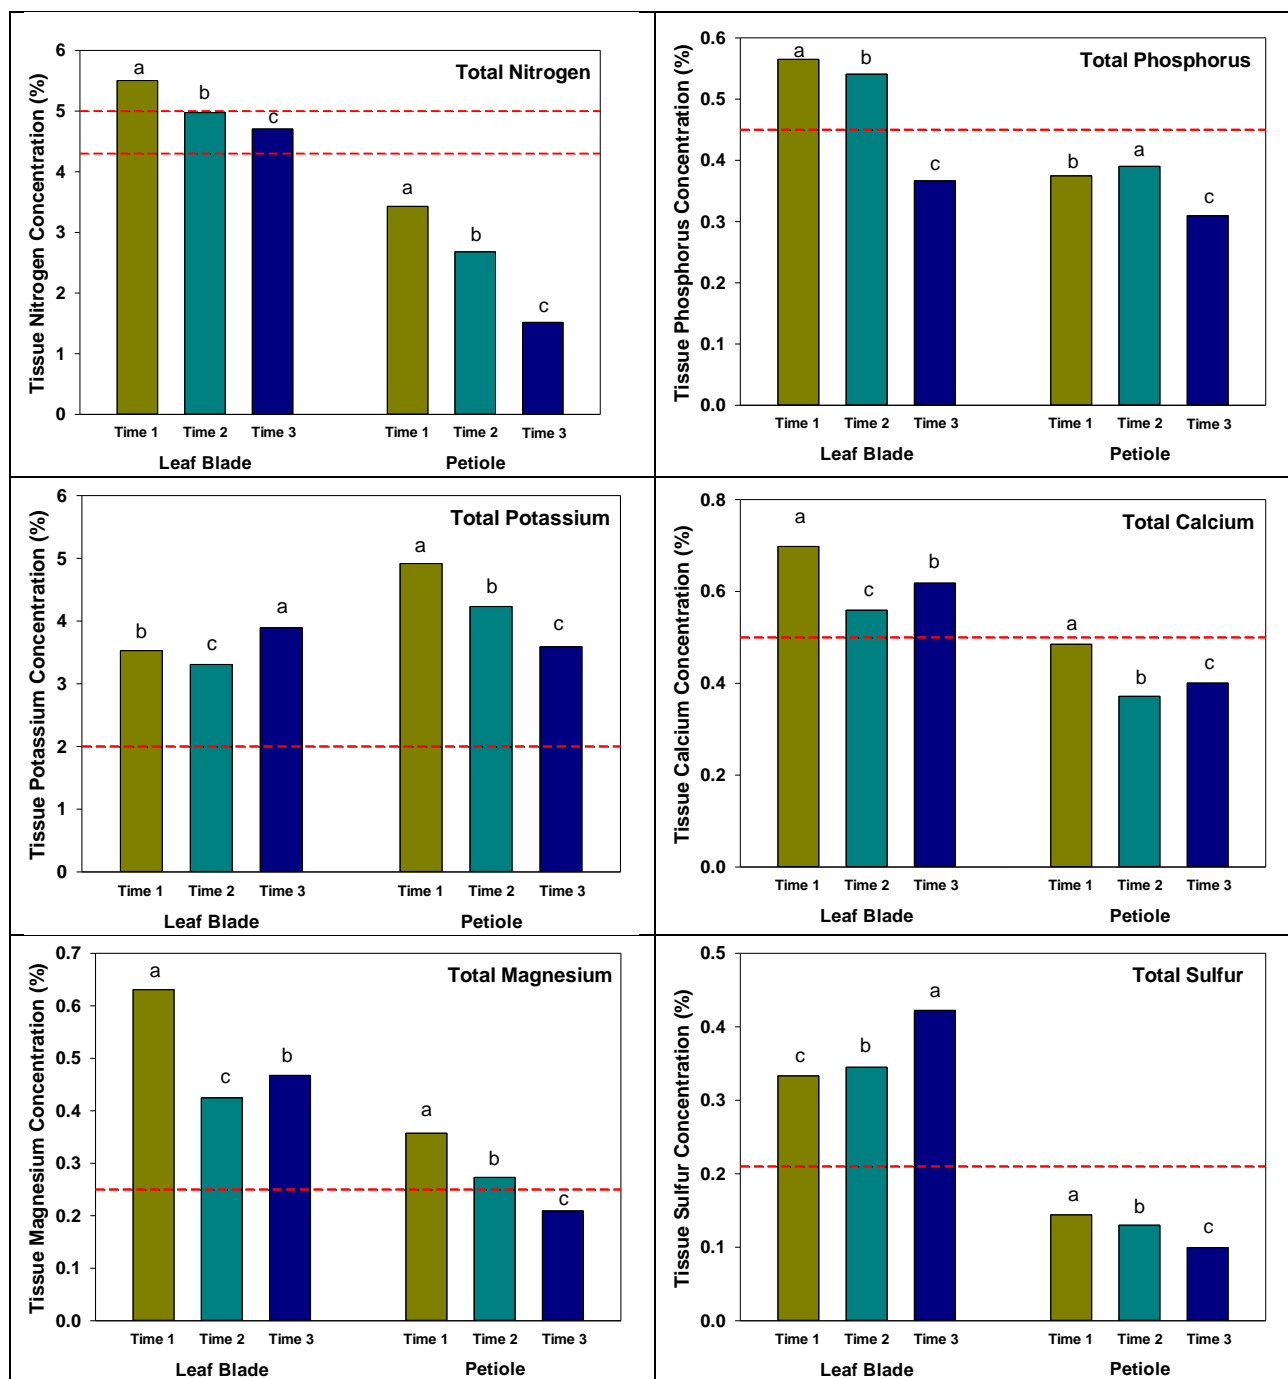 Total Nitrogen
Tissue Nitrogen Concentration (%)
6
5
4
3
2
1
0
a
b
c
a
b
c
Time 1 Time 2 Time 3 Time 1 Time 2 Time 3
Leaf Blade Petiole
Total Phosphorus
Tissue Phosphorus Concentration (%)
0.6
0.5
0.4
0.3
0.2
0.1
0.0
a
b
c
b
a
c
Time 1 Time 2 Time 3 Time 1 Time 2 Time 3
Leaf Blade Petiole
Total Potassium
Tissue Potassium Concentration (%)
6
5
4
3
2
1
0
b
c
a
a
b
c
Time 1 Time 2 Time 3 Time 1 Time 2 Time 3
Leaf Blade Petiole
Total Calcium
Tissue Calcium Concentration (%)
0.8
0.6
0.4
0.2
0.0
a
c
b
a
b
c
Time 1 Time 2 Time 3 Time 1 Time 2 Time 3
Leaf Blade Petiole
Total Magnesium
Tissue Magnesium Concentration (%)
0.7
0.6
0.5
0.4
0.3
0.2
0.1
0.0
a
c
b
a
b
c
Time 1 Time 2 Time 3 Time 1 Time 2 Time 3
Leaf Blade Petiole
Total Sulfur
Tissue Sulfur Concentration (%)
0.5
0.4
0.3
0.2
0.1
0.0
c
b
a
a
b
c
Time 1 Time 2 Time 3 Time 1 Time 2 Time 3
Leaf Blade Petiole